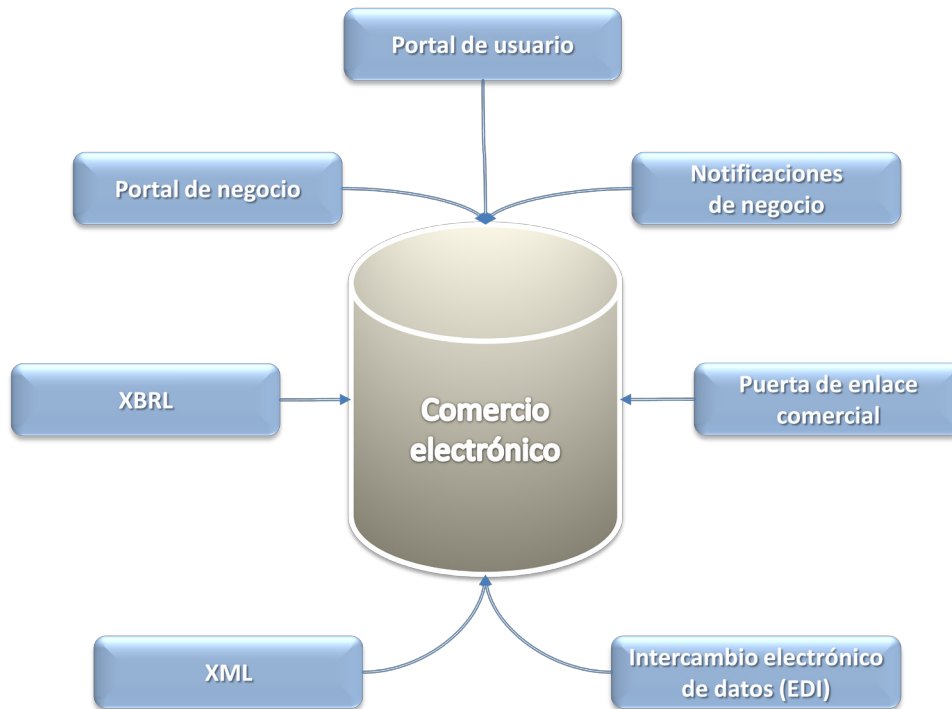 Portal de usuario
Portal de negocio
Notificaciones
de negocio
XBRL
Comercio
electrónico
Puerta de enlace
comercial
XML
Intercambio electrónico
de datos (EDI)